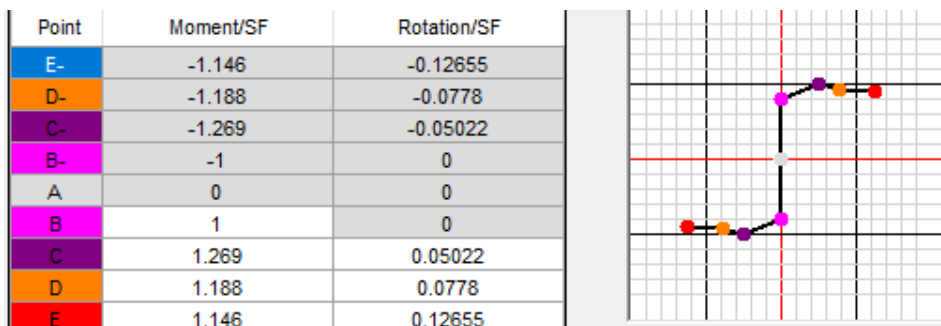 Point Moment/SF Rotation/SF
E- -1.146 -0.12655
D- -1.188 -0.0778
C- -1.269 -0.05022
B- -1 0
A 0 0
B 1 0
C 1.269 0.05022
D 1.188 0.0778
E 1.146 0.12655